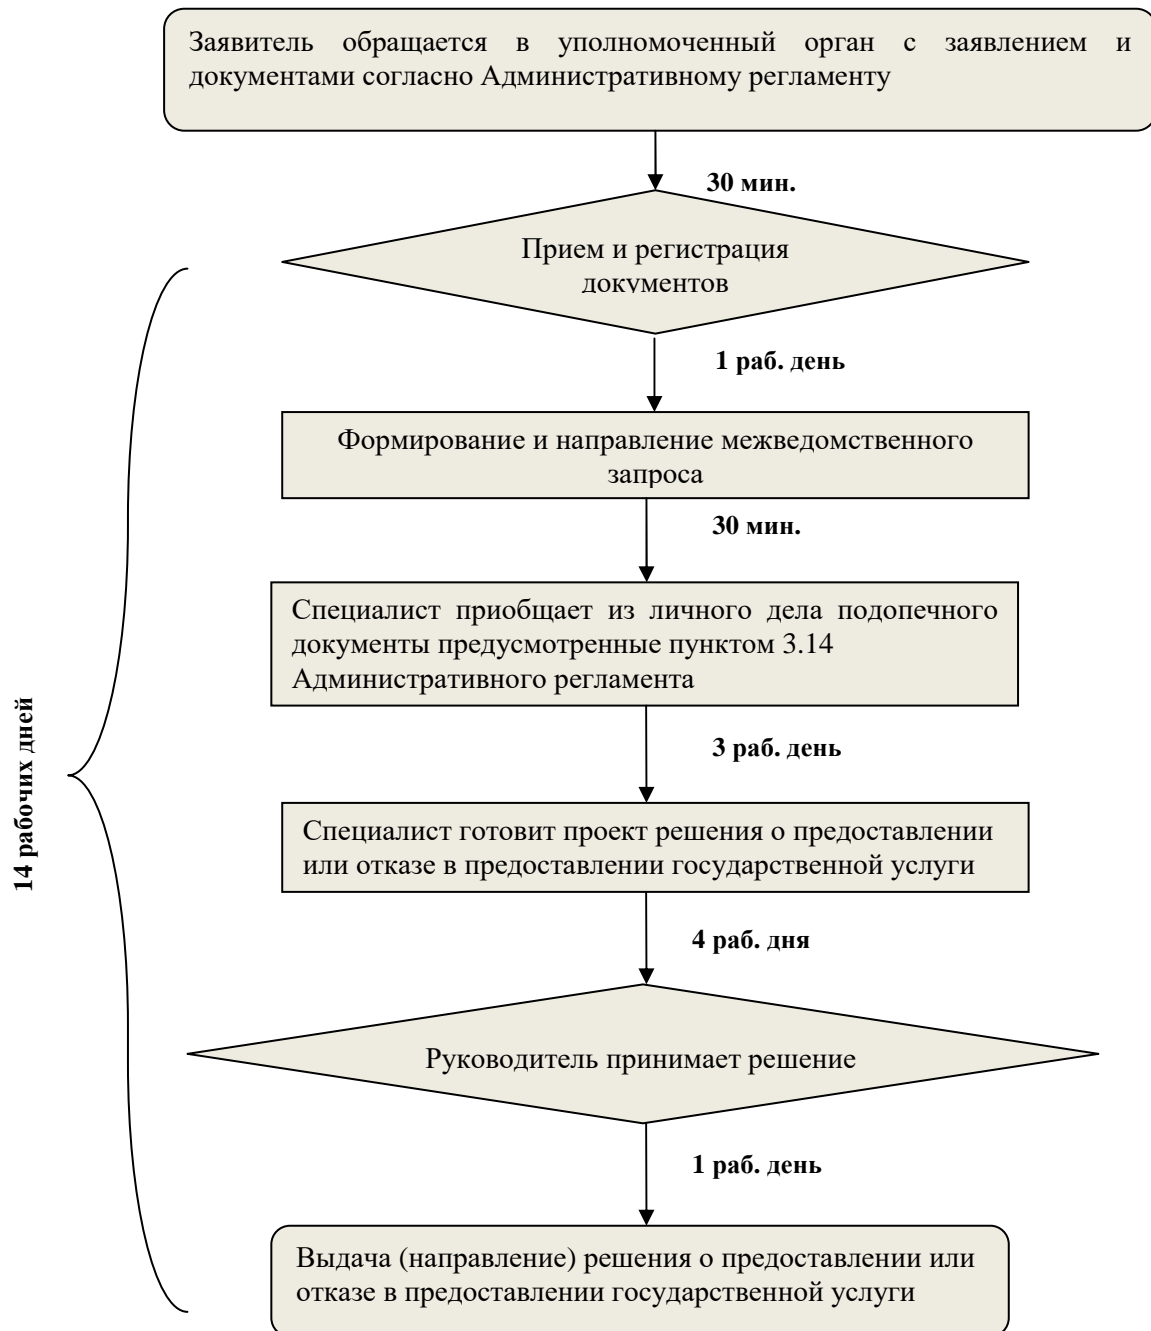 Заявитель обращается в уполномоченный орган с заявлением и
документами согласно Административному регламенту
30 мин.
Прием и регистрация
документов
1 раб. день
Формирование и направление межведомственного
запроса
30 мин.
Специалист приобщает из личного дела подопечного
документы предусмотренные пунктом 3.14
Административного регламента
3 раб. день
14 рабочих дней
Специалист готовит проект решения о предоставлении
или отказе в предоставлении государственной услуги
4 раб. дня
Руководитель принимает решение
1 раб. день
Выдача (направление) решения о предоставлении или
отказе в предоставлении государственной услуги